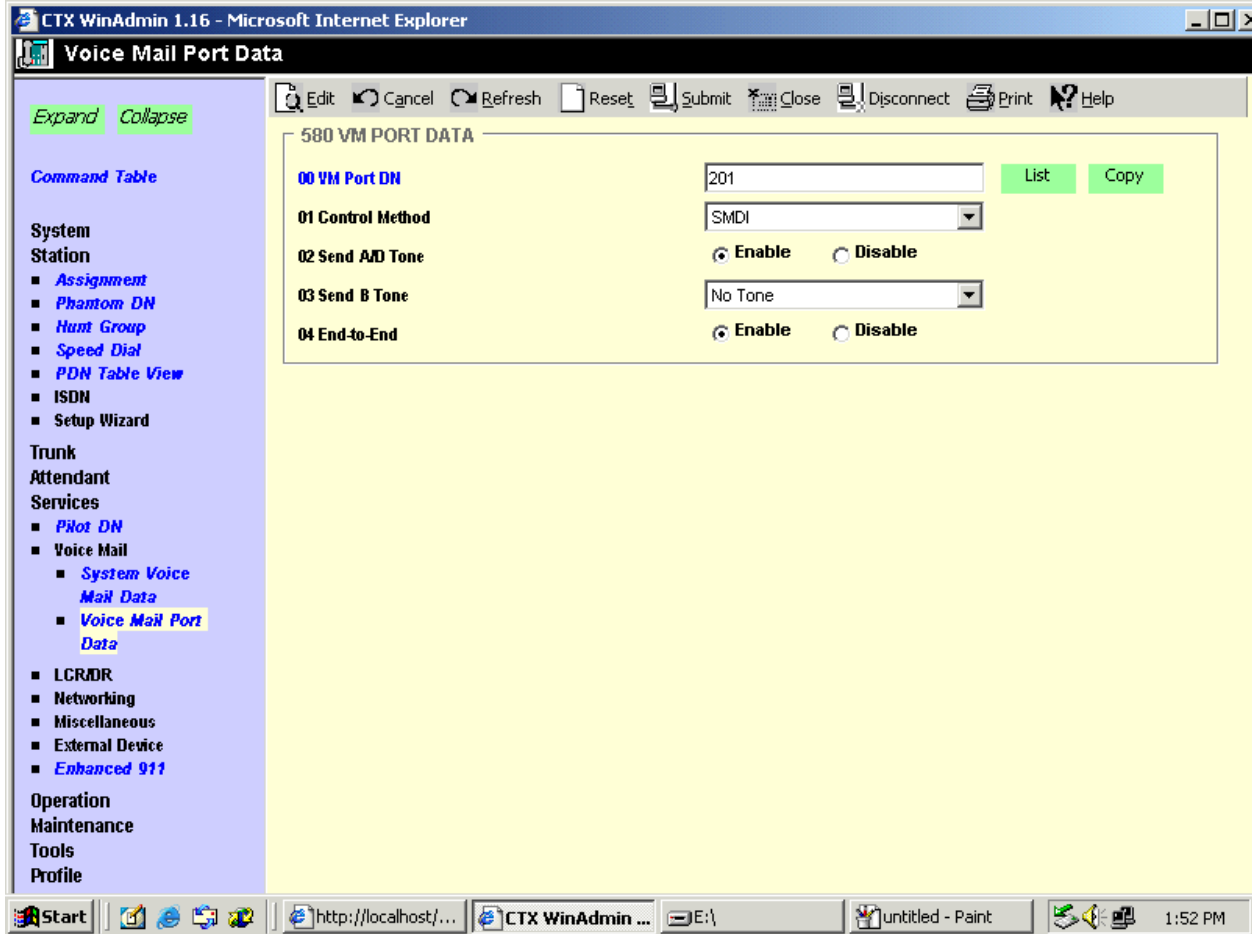 CTX WinAdmin 1.16 - Microsoft Internet Explorer
Voice Mail Port Data
Expand Collapse
Command Table
System
Station
Assignment
Phantom DN
Hunt Group
Speed Dial
PDN Table View
ISDN
Setup Wizard
Trunk
Attendant
Services
Pilot DN
Voice Mail
System Voice
Mail Data
Voice Mail Port
Data
LCR/DR
Networking
Miscellaneous
External Device
Enhanced 911
Operation
Maintenance
Tools
Profile
Edit Cancel Refresh Reset Submit Close Disconnect Print Help
580 VM PORT DATA
00 VM Port DN 201 List Copy
01 Control Method SMDI
02 Send A/D Tone Enable Disable
03 Send B Tone No Tone
04 End-to-End Enable Disable
Start http://localhost/... CTX WinAdmin ... E:\ untitled - Paint 1:52 PM